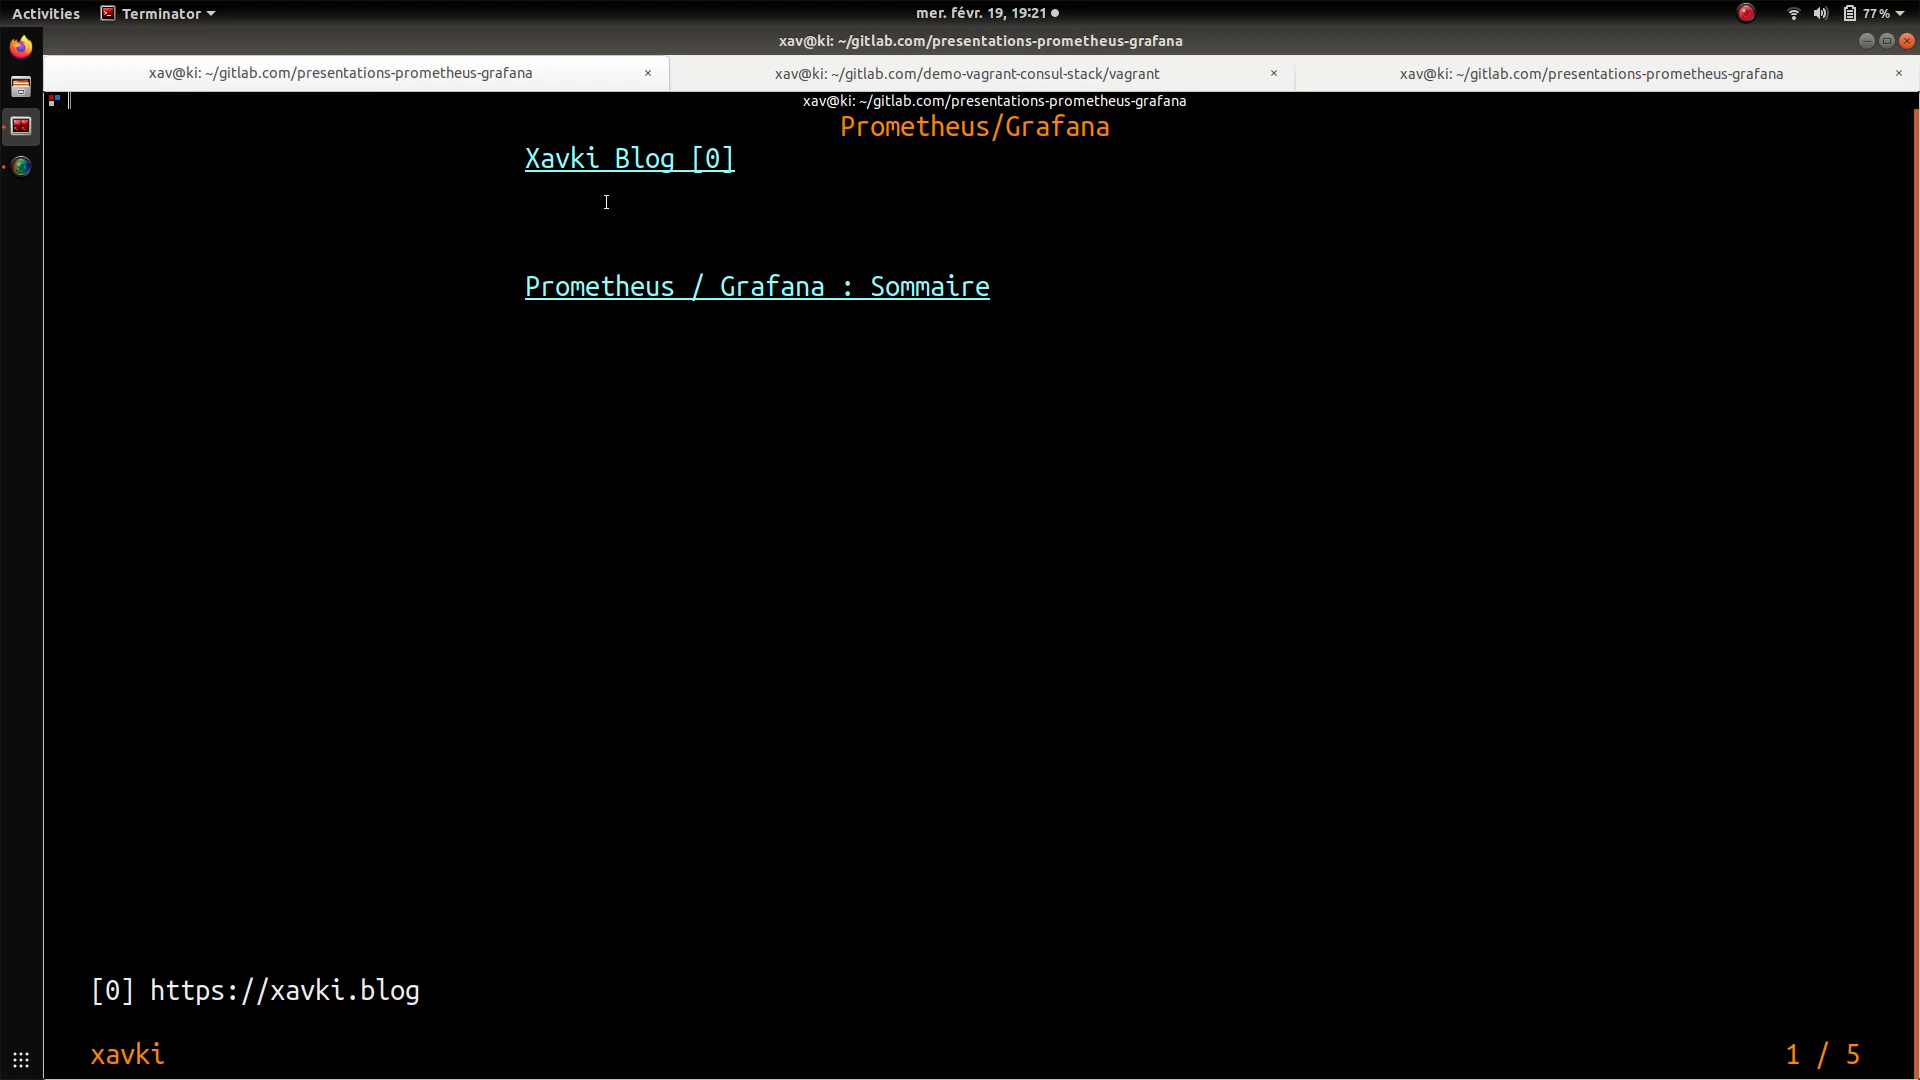 Activities
Terminator
mer. févr. 19, 19:21
77 %
xav@ki: ~/gitlab.com/presentations-prometheus-grafana
xav@ki: ~/gitlab.com/presentations-prometheus-grafana ×
xav@ki: ~/gitlab.com/demo-vagrant-consul-stack/vagrant ×
xav@ki: ~/gitlab.com/presentations-prometheus-grafana ×
xav@ki: ~/gitlab.com/presentations-prometheus-grafana
Prometheus/Grafana
Xavki Blog [0]
Prometheus / Grafana : Sommaire
[0] https://xavki.blog
xavki
1 / 5